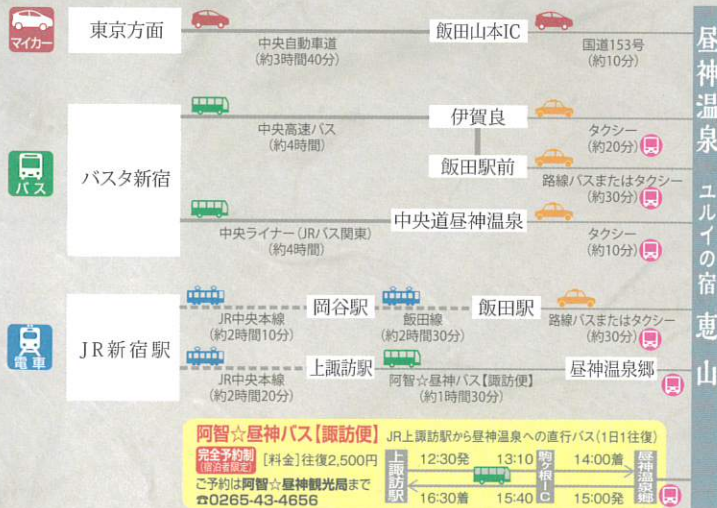 マイカー
東京方面
中央自動車道
(約3時間40分)
飯田山本IC
国道153号
(約10分)
バス
バスタ新宿
中央高速バス
(約4時間)
伊賀良
タクシー
(約20分)
飯田駅前
路線バスまたはタクシー
(約30分)
中央ライナー(JRバス関東)
(約4時間)
中央道昼神温泉
タクシー
(約10分)
電車
JR新宿駅
JR中央本線
(約2時間10分)
岡谷駅
飯田線
(約2時間30分)
飯田駅
路線バスまたはタクシー
(約30分)
JR中央本線
(約2時間20分)
上諏訪駅
阿智☆昼神バス【諏訪便】
(約1時間30分)
昼神温泉郷
昼神温泉 ユルイの宿 恵山
阿智☆昼神バス【諏訪便】 JR上諏訪駅から昼神温泉への直行バス(1日1往復)
完全予約制
(宿泊者限定)
[料金]往復2,500円
ご予約は阿智☆昼神観光局まで
☎0265-43-4656
上諏訪駅
12:30発 13:10
駒ヶ根IC
14:00着
昼神温泉郷
16:30着 15:40
15:00発